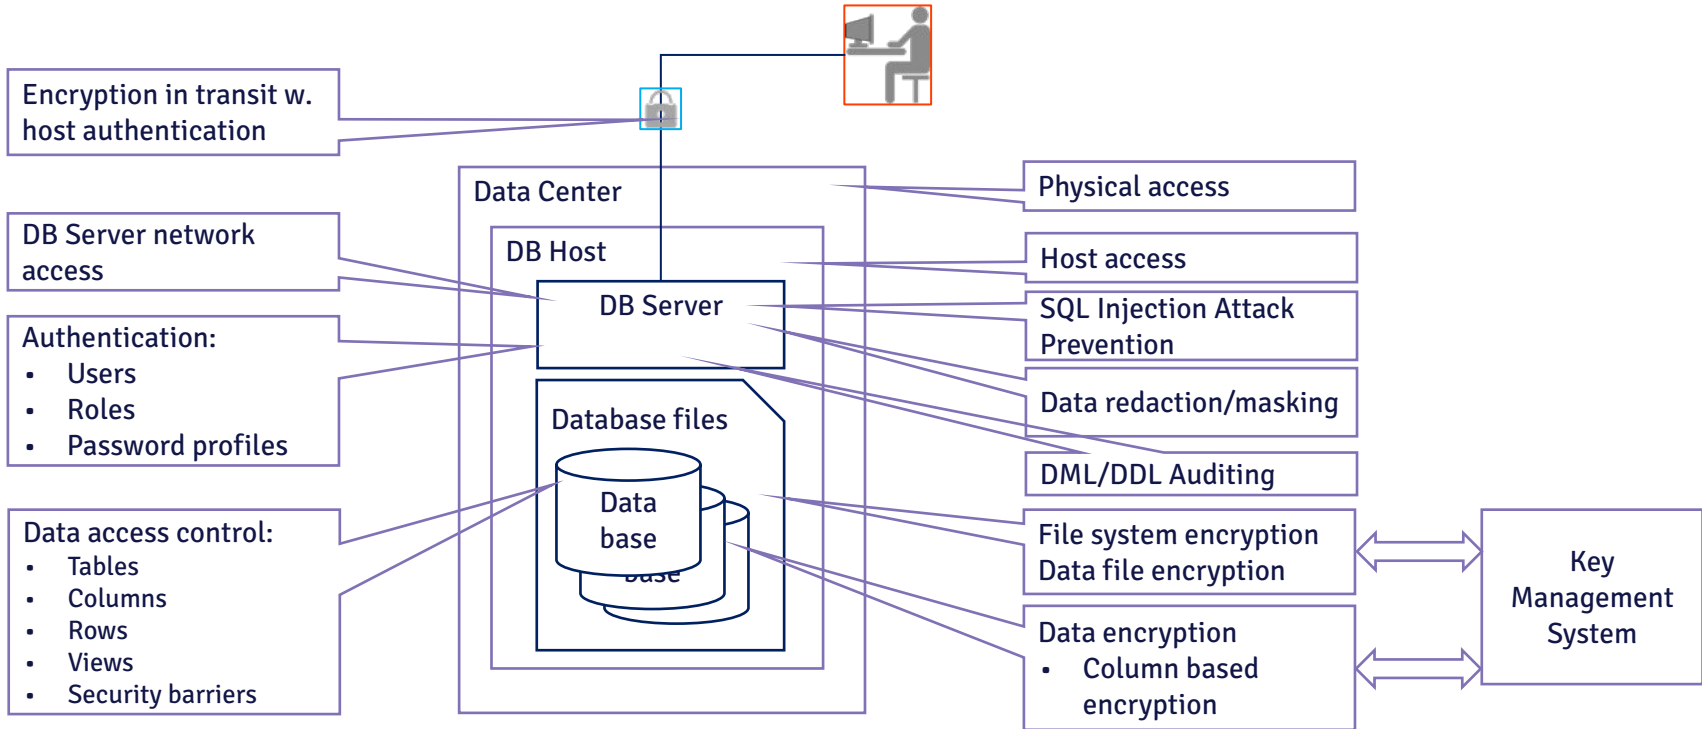 Encryption in transit w.
host authentication
Data Center
Physical access
DB Server network
access
DB Host
Host access
DB Server
SQL Injection Attack
Prevention
Authentication:
▪ Users
▪ Roles
▪ Password profiles
Data redaction/masking
Database files
DML/DDL Auditing
Data
base
base
Data access control:
▪ Tables
▪ Columns
▪ Rows
▪ Views
▪ Security barriers
File system encryption
Data file encryption
Data encryption
▪ Column based
encryption
Key
Management
System